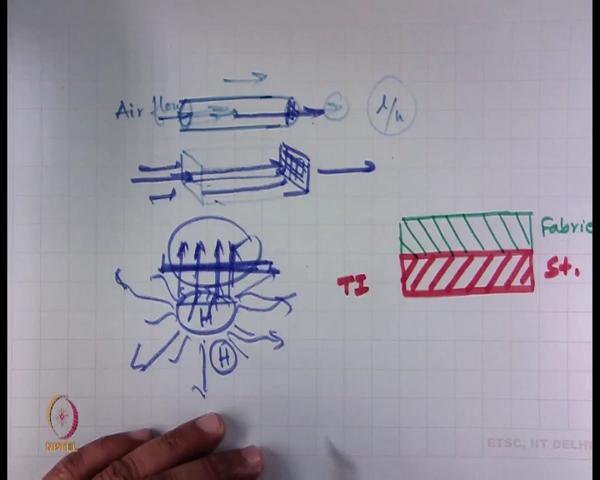 Air flow
l/h
Fabric
TI
St.
H
H
NPTEL
ETSC, IIT DELHI